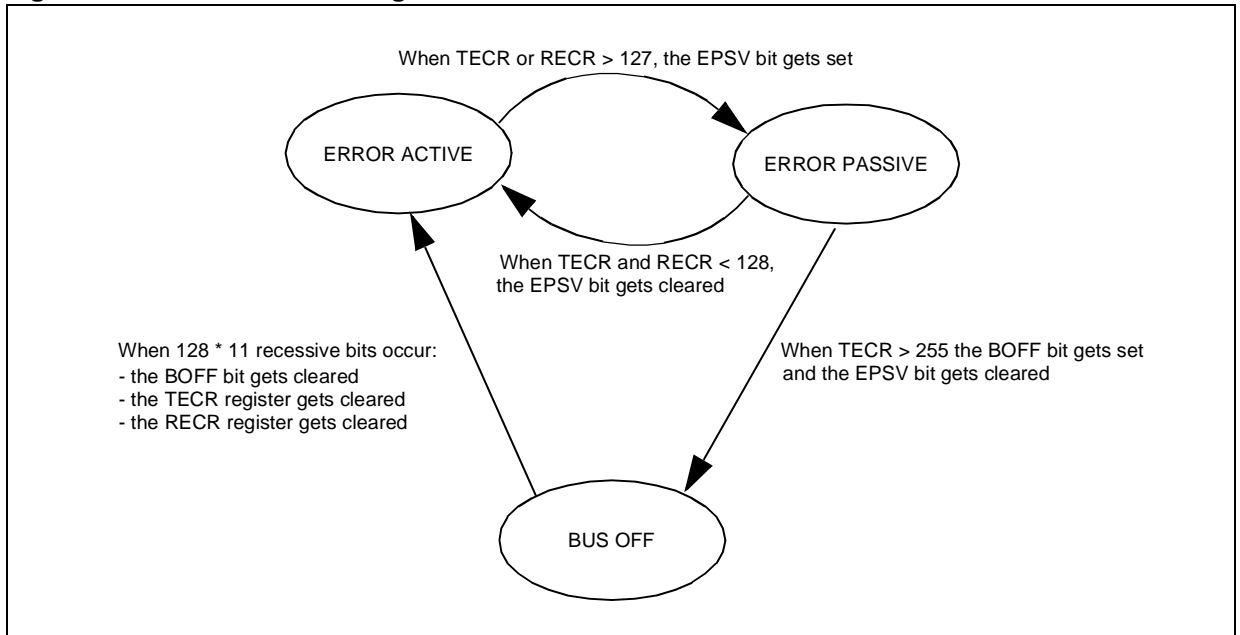 When TECR or RECR > 127, the EPSV bit gets set
ERROR ACTIVE
ERROR PASSIVE
When TECR and RECR < 128,
the EPSV bit gets cleared
When 128 * 11 recessive bits occur:
- the BOFF bit gets cleared
- the TECR register gets cleared
- the RECR register gets cleared
When TECR > 255 the BOFF bit gets set
and the EPSV bit gets cleared
BUS OFF